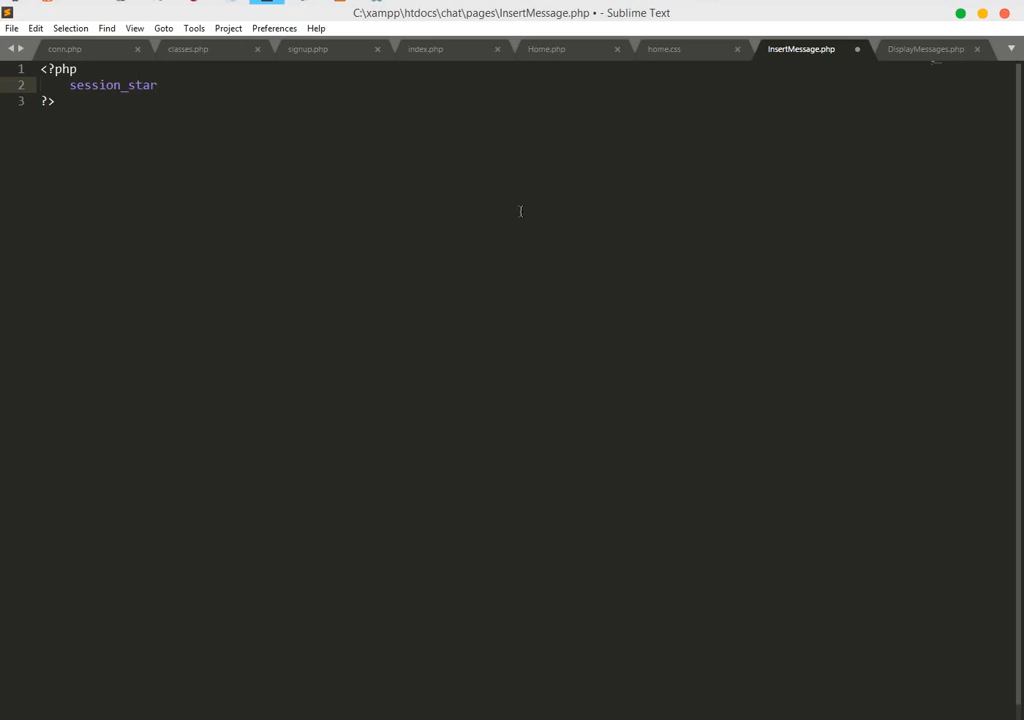 C:\xampp\htdocs\chat\pages\InsertMessage.php • - Sublime Text
File Edit Selection Find View Goto Tools Project Preferences Help
conn.php × classes.php × signup.php × index.php × Home.php × home.css × InsertMessage.php • DisplayMessages.php ×
1 <?php
2 session_star
3 ?>